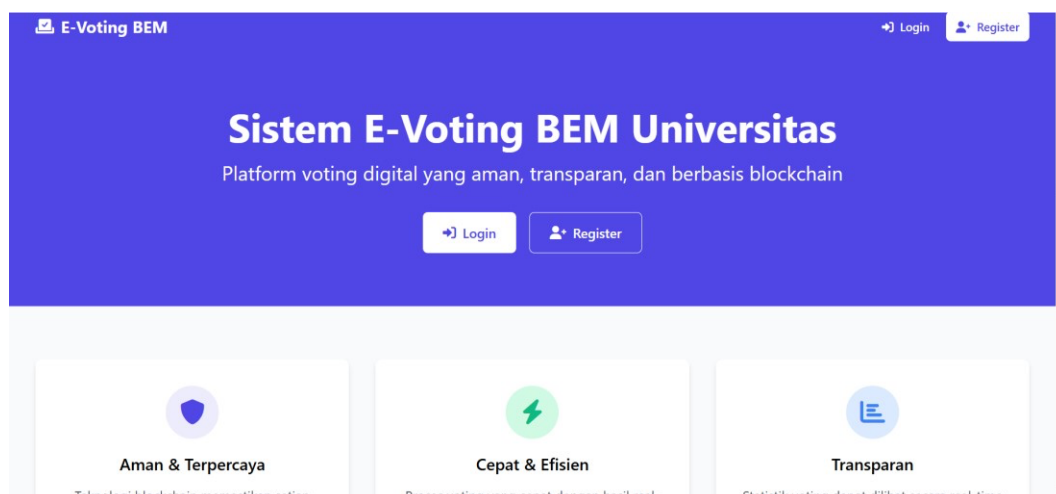 E-Voting BEM
Login
Register
Sistem E-Voting BEM Universitas
Platform voting digital yang aman, transparan, dan berbasis blockchain
Login
Register
Aman & Terpercaya
Cepat & Efisien
Transparan